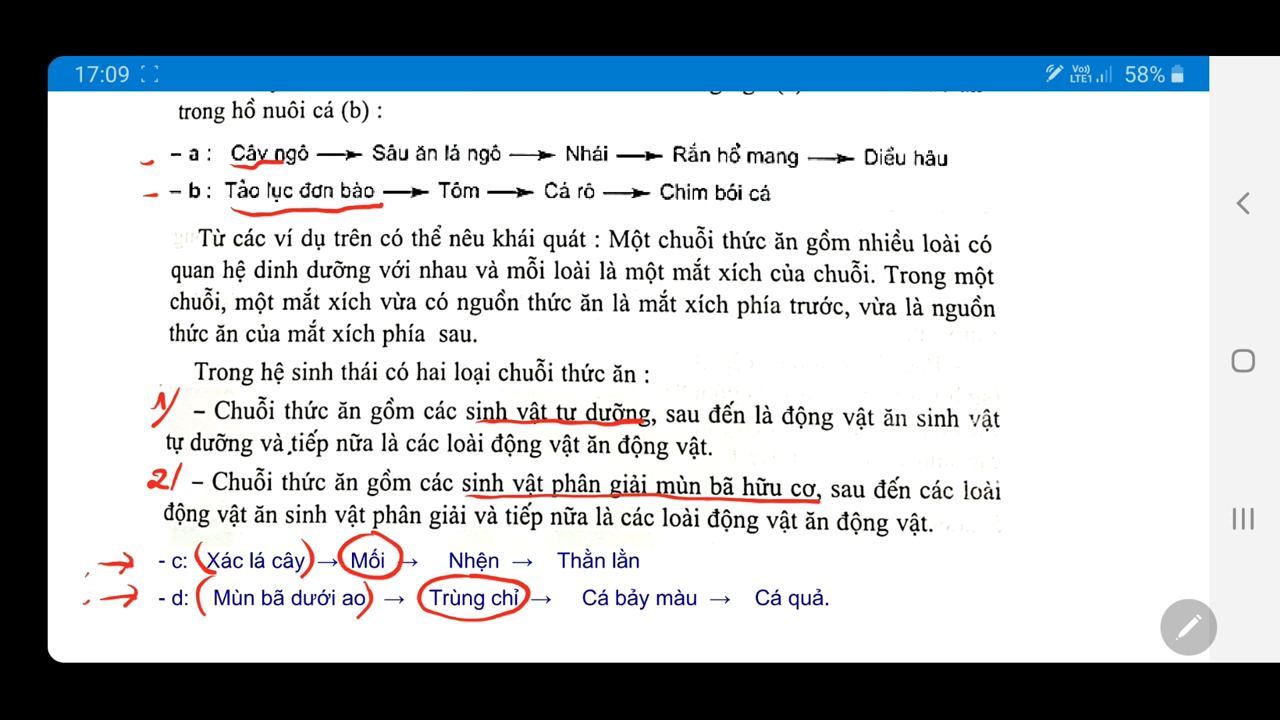 17:09 Vo)) LTE1 58%
trong hồ nuôi cá (b) :
– a : Cây ngô → Sâu ăn lá ngô → Nhái → Rắn hổ mang → Diều hâu
– b : Tảo lục đơn bào → Tôm → Cá rô → Chim bói cá
Từ các ví dụ trên có thể nêu khái quát : Một chuỗi thức ăn gồm nhiều loài có
quan hệ dinh dưỡng với nhau và mỗi loài là một mắt xích của chuỗi. Trong một
chuỗi, một mắt xích vừa có nguồn thức ăn là mắt xích phía trước, vừa là nguồn
thức ăn của mắt xích phía sau.
Trong hệ sinh thái có hai loại chuỗi thức ăn :
1/ – Chuỗi thức ăn gồm các sinh vật tự dưỡng, sau đến là động vật ăn sinh vật
tự dưỡng và tiếp nữa là các loài động vật ăn động vật.
2/ – Chuỗi thức ăn gồm các sinh vật phân giải mùn bã hữu cơ, sau đến các loài
động vật ăn sinh vật phân giải và tiếp nữa là các loài động vật ăn động vật.
- c: (Xác lá cây) → Mối → Nhện → Thằn lằn
- d: ( Mùn bã dưới ao) → Trùng chỉ → Cá bảy màu → Cá quả.